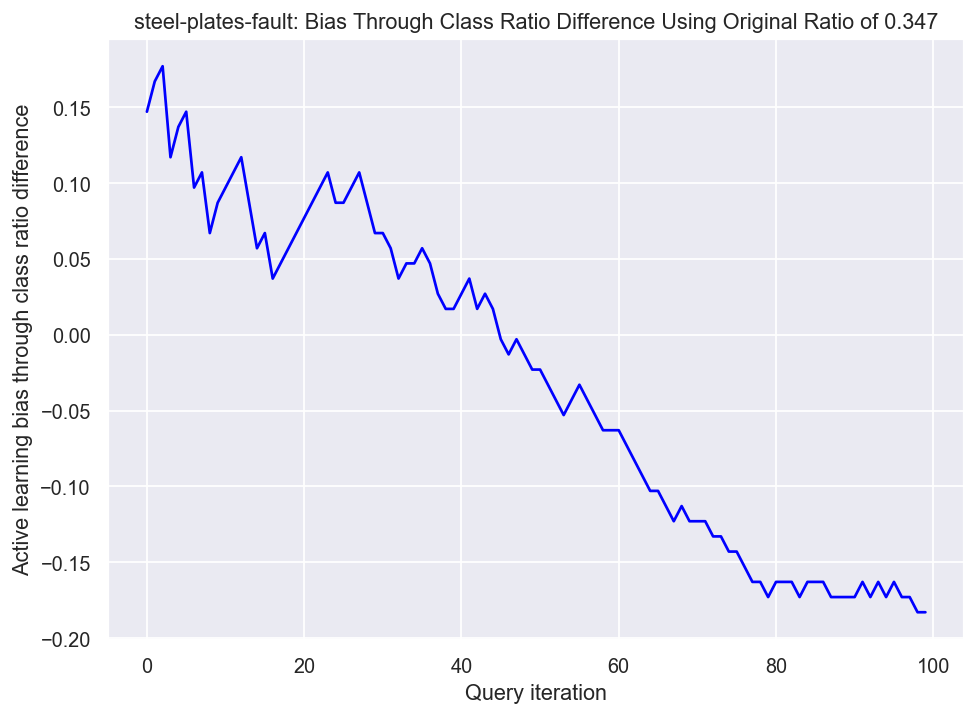 steel-plates-fault: Bias Through Class Ratio Difference Using Original Ratio of 0.347
Active learning bias through class ratio difference
0.15
0.10
0.05
0.00
−0.05
−0.10
−0.15
−0.20
0 20 40 60 80 100
Query iteration